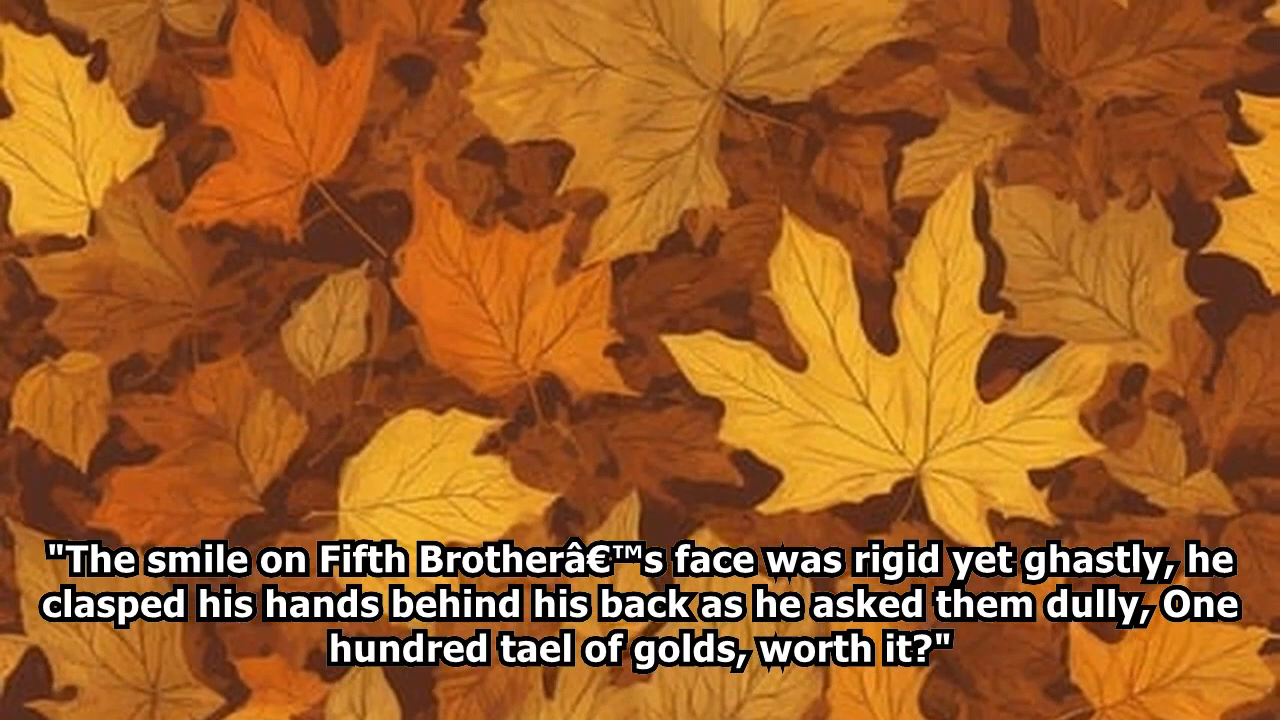 "The smile on Fifth Brotherâ€™s face was rigid yet ghastly, he
clasped his hands behind his back as he asked them dully, One
hundred tael of golds, worth it?"